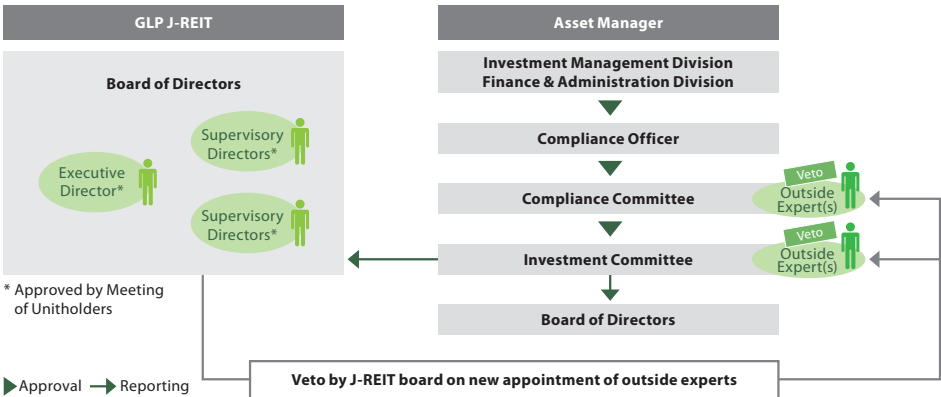 GLP J-REIT
Board of Directors
Supervisory
Directors*
Executive
Director*
Supervisory
Directors*
* Approved by Meeting
of Unitholders
Approval
Reporting
Asset Manager
Investment Management Division
Finance & Administration Division
Compliance Officer
Compliance Committee
Veto
Outside
Expert(s)
Investment Committee
Veto
Outside
Expert(s)
Board of Directors
Veto by J-REIT board on new appointment of outside experts